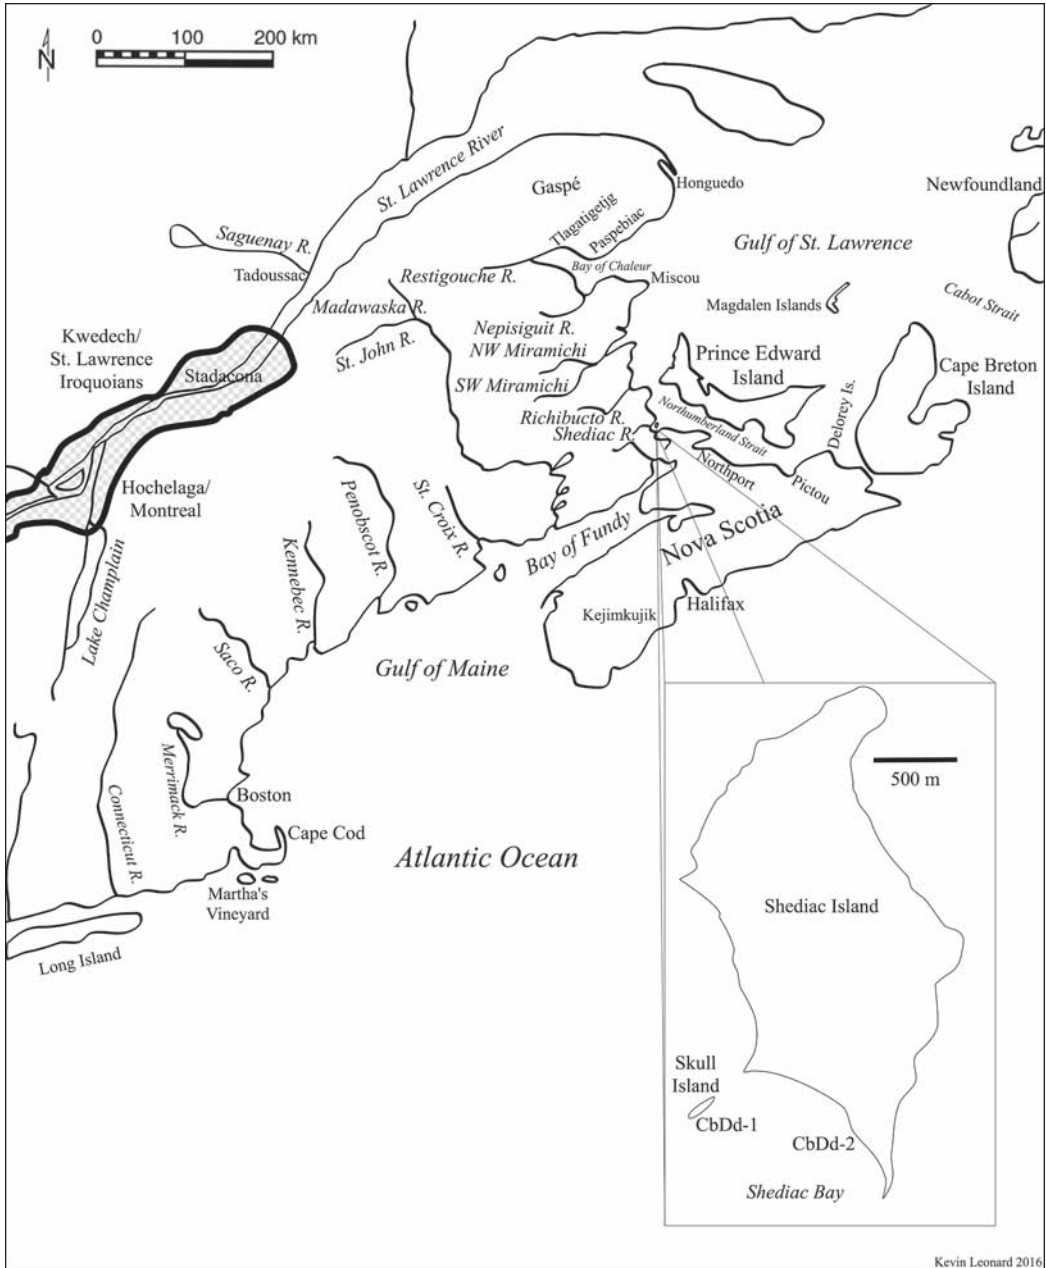 0 100 200 km
N
St. Lawrence River
Gaspé
Honguedo
Newfoundland
Tlagatigetjg
Paspebiac
Saguenay R.
Gulf of St. Lawrence
Tadoussac
Restigouche R.
Bay of Chaleur
Miscou
Cabot Strait
Madawaska R.
Magdalen Islands
Kwedech/
St. Lawrence
Iroquoians
St. John R.
Nepisiguit R.
NW Miramichi
Prince Edward
Island
Cape Breton
Island
Stadacona
SW Miramichi
Delorey Is.
Richibucto R.
Northumberland Strait
Shediac R.
Northport
Pictou
Hochelaga/
Montreal
Penobscot R.
St. Croix R.
Bay of Fundy
Nova Scotia
Kennebec R.
Lake Champlain
Kejimkujik
Halifax
Saco R.
Gulf of Maine
500 m
Merrimack R.
Connecticut R.
Boston
Cape Cod
Atlantic Ocean
Martha's
Vineyard
Shediac Island
Long Island
Skull
Island
CbDd-1
CbDd-2
Shediac Bay
Kevin Leonard 2016